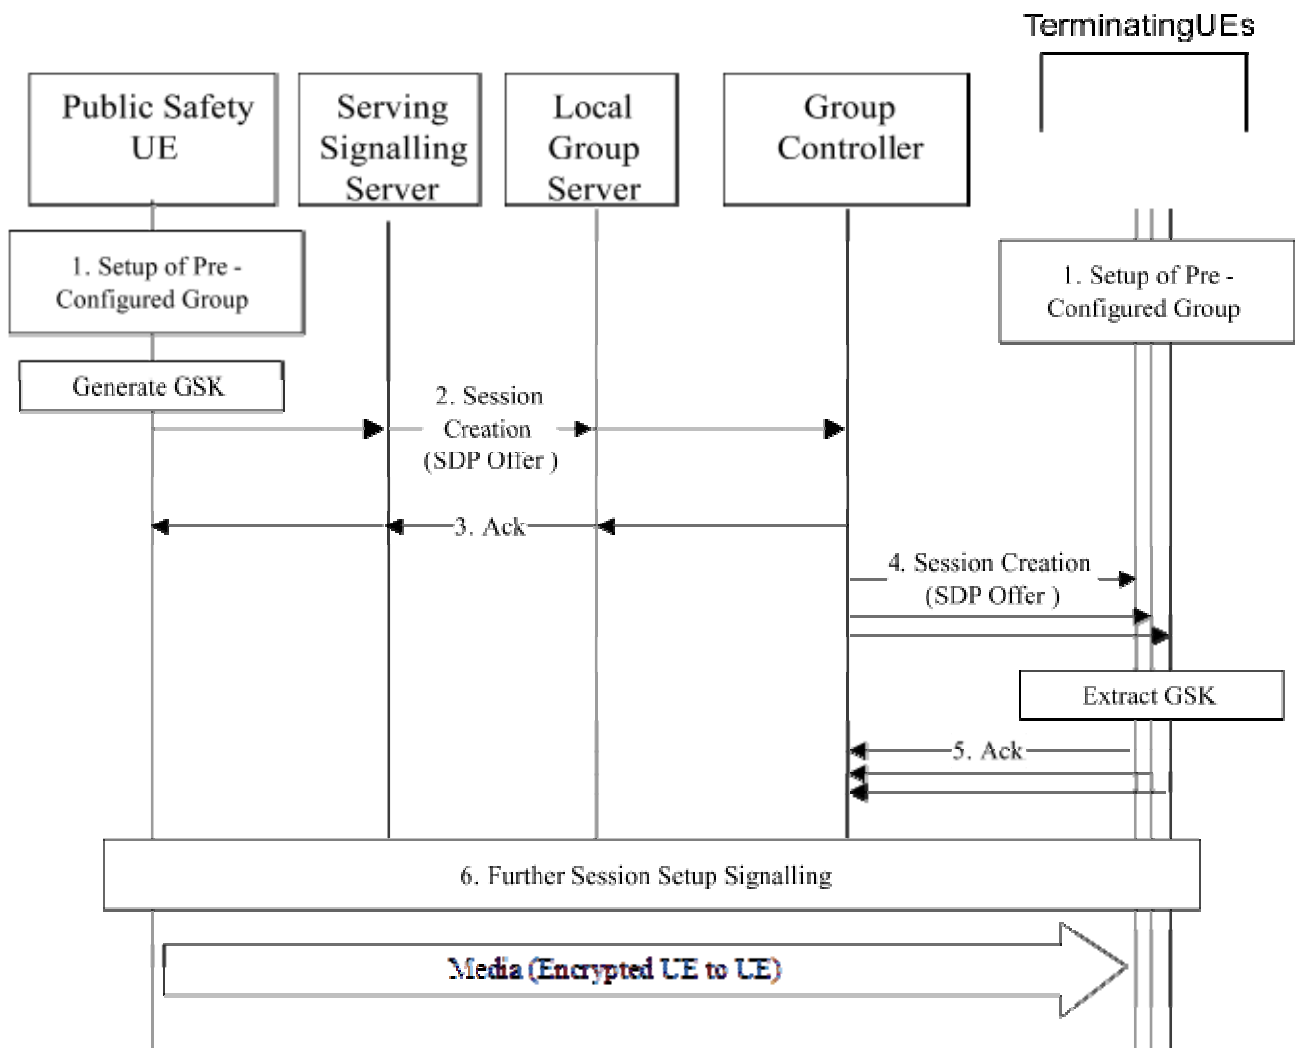 TerminatingUEs
Public Safety
UE
Serving
Signalling
Server
Local
Group
Server
Group
Controller
1. Setup of Pre -
Configured Group
1. Setup of Pre -
Configured Group
Generate GSK
2. Session
Creation
(SDP Offer )
3. Ack
4. Session Creation
(SDP Offer )
Extract GSK
5. Ack
6. Further Session Setup Signalling
Media (Encrypted UE to UE)